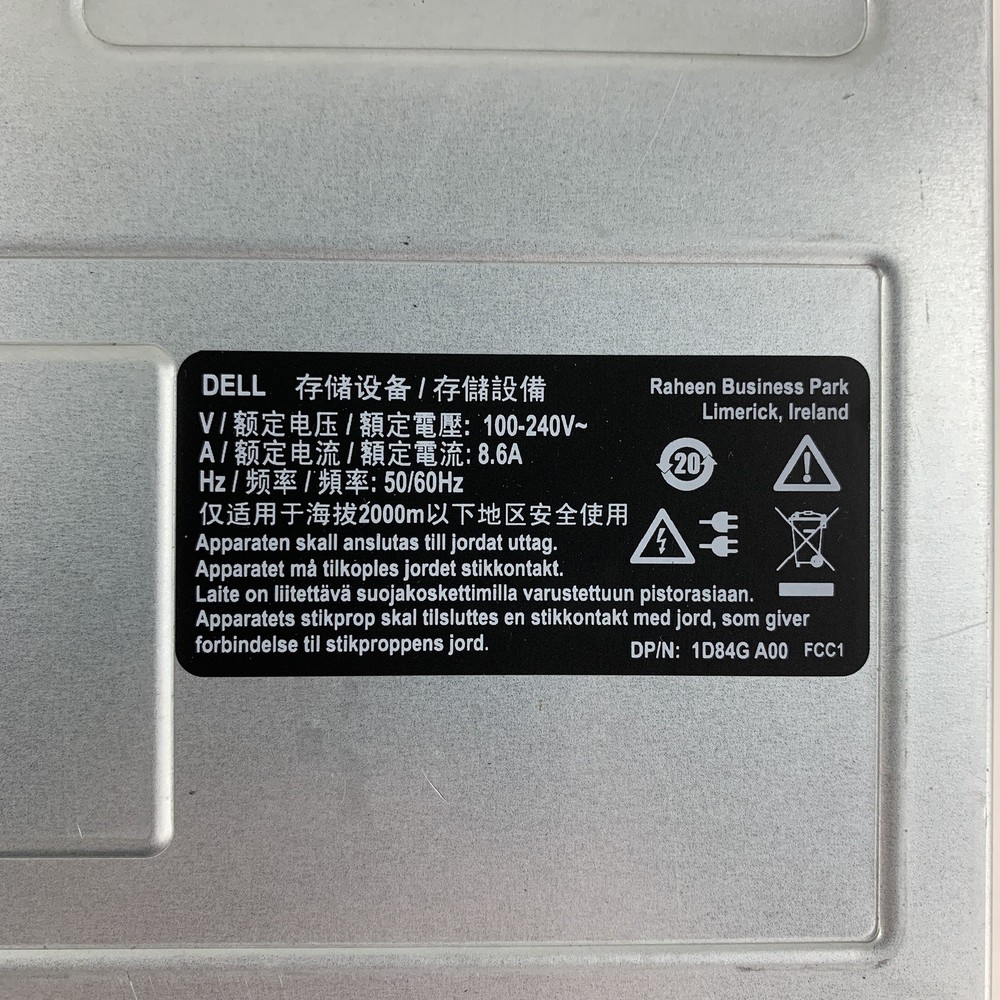 DELL 存储设备 / 存儲設備
Raheen Business Park
Limerick, Ireland
V / 额定电压 / 額定電壓: 100-240V~
A / 额定电流 / 額定電流: 8.6A
Hz / 频率 / 頻率: 50/60Hz
20
仅适用于海拔2000m以下地区安全使用
Apparaten skall anslutas till jordat uttag.
Apparatet må tilkoples jordet stikkontakt.
Laite on liitettävä suojakoskettimilla varustettuun pistorasiaan.
Apparatets stikprop skal tilsluttes en stikkontakt med jord, som giver
forbindelse til stikproppens jord.
DP/N: 1D84G A00 FCC1